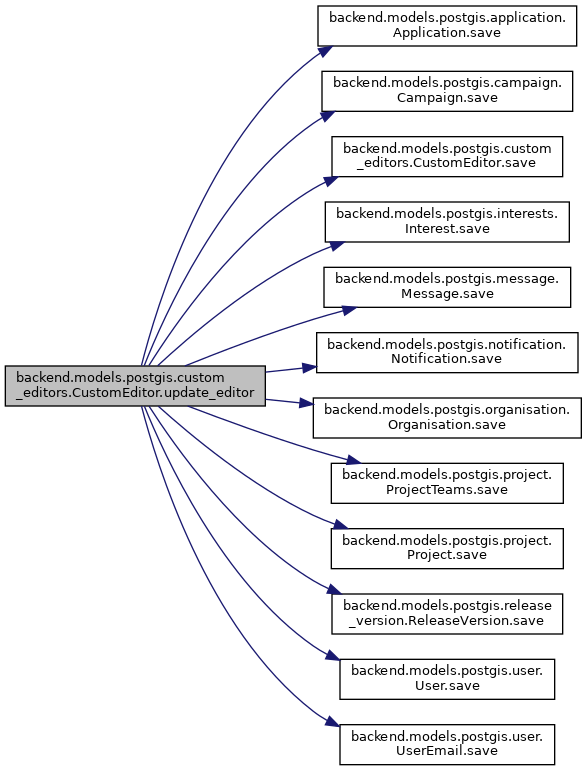 backend.models.postgis.application.
Application.save
backend.models.postgis.campaign.
Campaign.save
backend.models.postgis.custom
_editors.CustomEditor.save
backend.models.postgis.interests.
Interest.save
backend.models.postgis.message.
Message.save
backend.models.postgis.notification.
Notification.save
backend.models.postgis.custom
_editors.CustomEditor.update_editor
backend.models.postgis.organisation.
Organisation.save
backend.models.postgis.project.
ProjectTeams.save
backend.models.postgis.project.
Project.save
backend.models.postgis.release
_version.ReleaseVersion.save
backend.models.postgis.user.
User.save
backend.models.postgis.user.
UserEmail.save